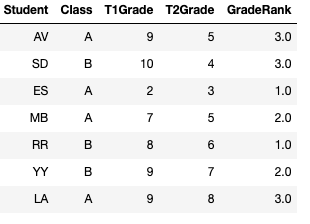 Student Class T1Grade T2Grade GradeRank
AV A 9 5 3.0
SD B 10 4 3.0
ES A 2 3 1.0
MB A 7 5 2.0
RR B 8 6 1.0
YY B 9 7 2.0
LA A 9 8 3.0